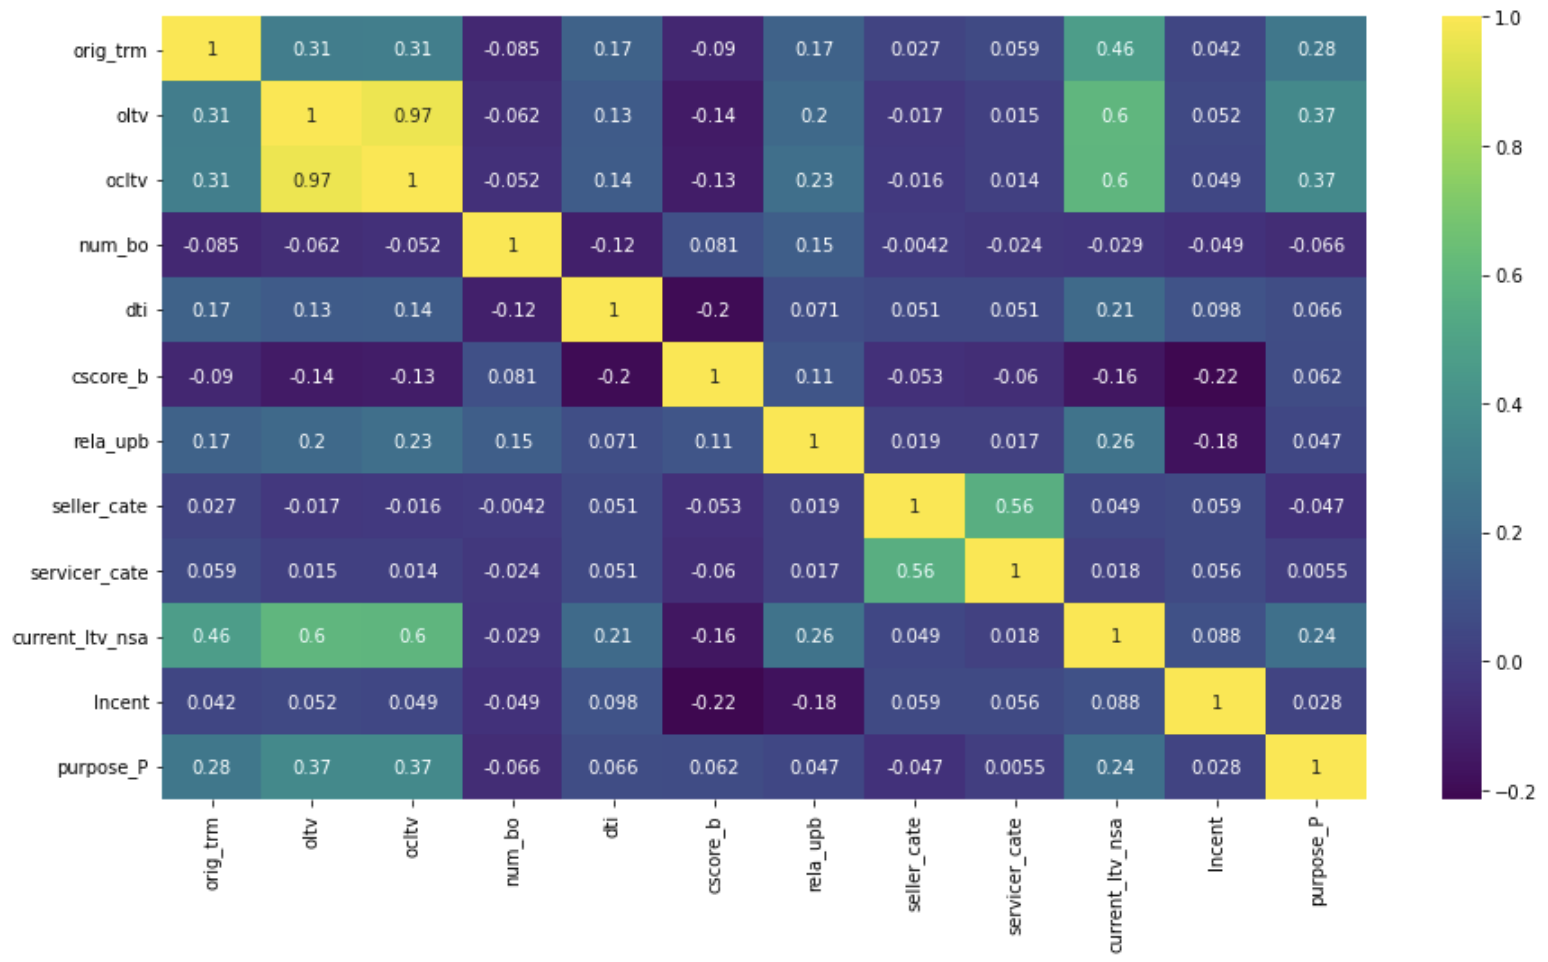 orig_trm 1 0.31 0.31 -0.085 0.17 -0.09 0.17 0.027 0.059 0.46 0.042 0.28
oltv 0.31 1 0.97 -0.062 0.13 -0.14 0.2 -0.017 0.015 0.6 0.052 0.37
ocltv 0.31 0.97 1 -0.052 0.14 -0.13 0.23 -0.016 0.014 0.6 0.049 0.37
num_bo -0.085 -0.062 -0.052 1 -0.12 0.081 0.15 -0.0042 -0.024 -0.029 -0.049 -0.066
dti 0.17 0.13 0.14 -0.12 1 -0.2 0.071 0.051 0.051 0.21 0.098 0.066
cscore_b -0.09 -0.14 -0.13 0.081 -0.2 1 0.11 -0.053 -0.06 -0.16 -0.22 0.062
rela_upb 0.17 0.2 0.23 0.15 0.071 0.11 1 0.019 0.017 0.26 -0.18 0.047
seller_cate 0.027 -0.017 -0.016 -0.0042 0.051 -0.053 0.019 1 0.56 0.049 0.059 -0.047
servicer_cate 0.059 0.015 0.014 -0.024 0.051 -0.06 0.017 0.56 1 0.018 0.056 0.0055
current_ltv_nsa 0.46 0.6 0.6 -0.029 0.21 -0.16 0.26 0.049 0.018 1 0.088 0.24
Incent 0.042 0.052 0.049 -0.049 0.098 -0.22 -0.18 0.059 0.056 0.088 1 0.028
purpose_P 0.28 0.37 0.37 -0.066 0.066 0.062 0.047 -0.047 0.0055 0.24 0.028 1
orig_trm oltv ocltv num_bo dti cscore_b rela_upb seller_cate servicer_cate current_ltv_nsa Incent purpose_P
1.0
0.8
0.6
0.4
0.2
0.0
−0.2